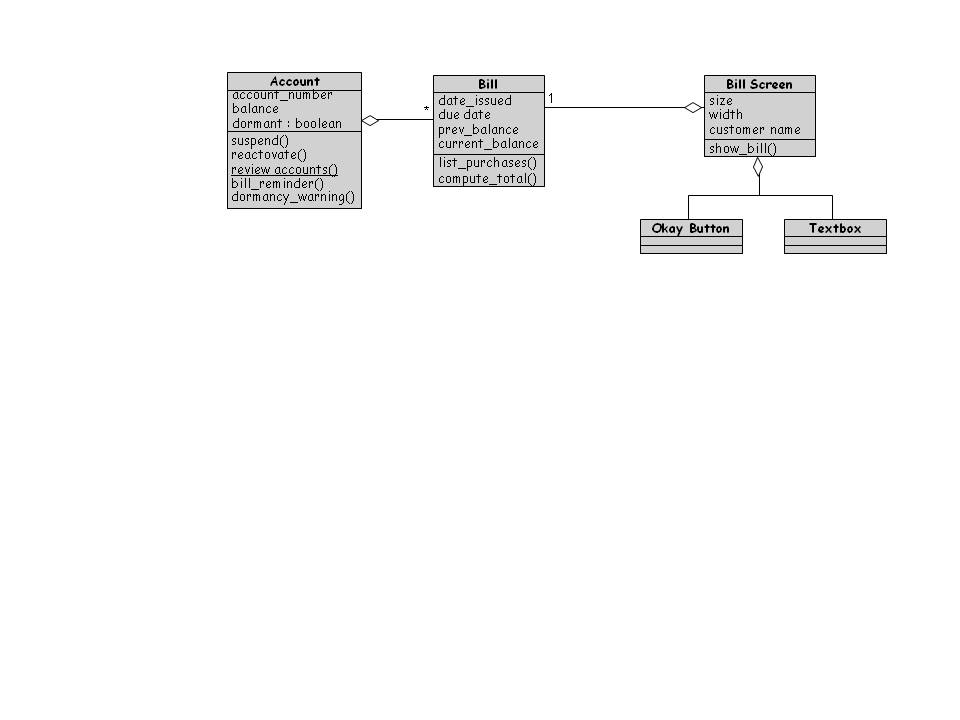 Account
account_number
balance
dormant : boolean
suspend()
reactovate()
review accounts()
bill_reminder()
dormancy_warning()
*
Bill
date_issued
due date
prev_balance
current_balance
list_purchases()
compute_total()
1
Bill Screen
size
width
customer name
show_bill()
Okay Button
Textbox